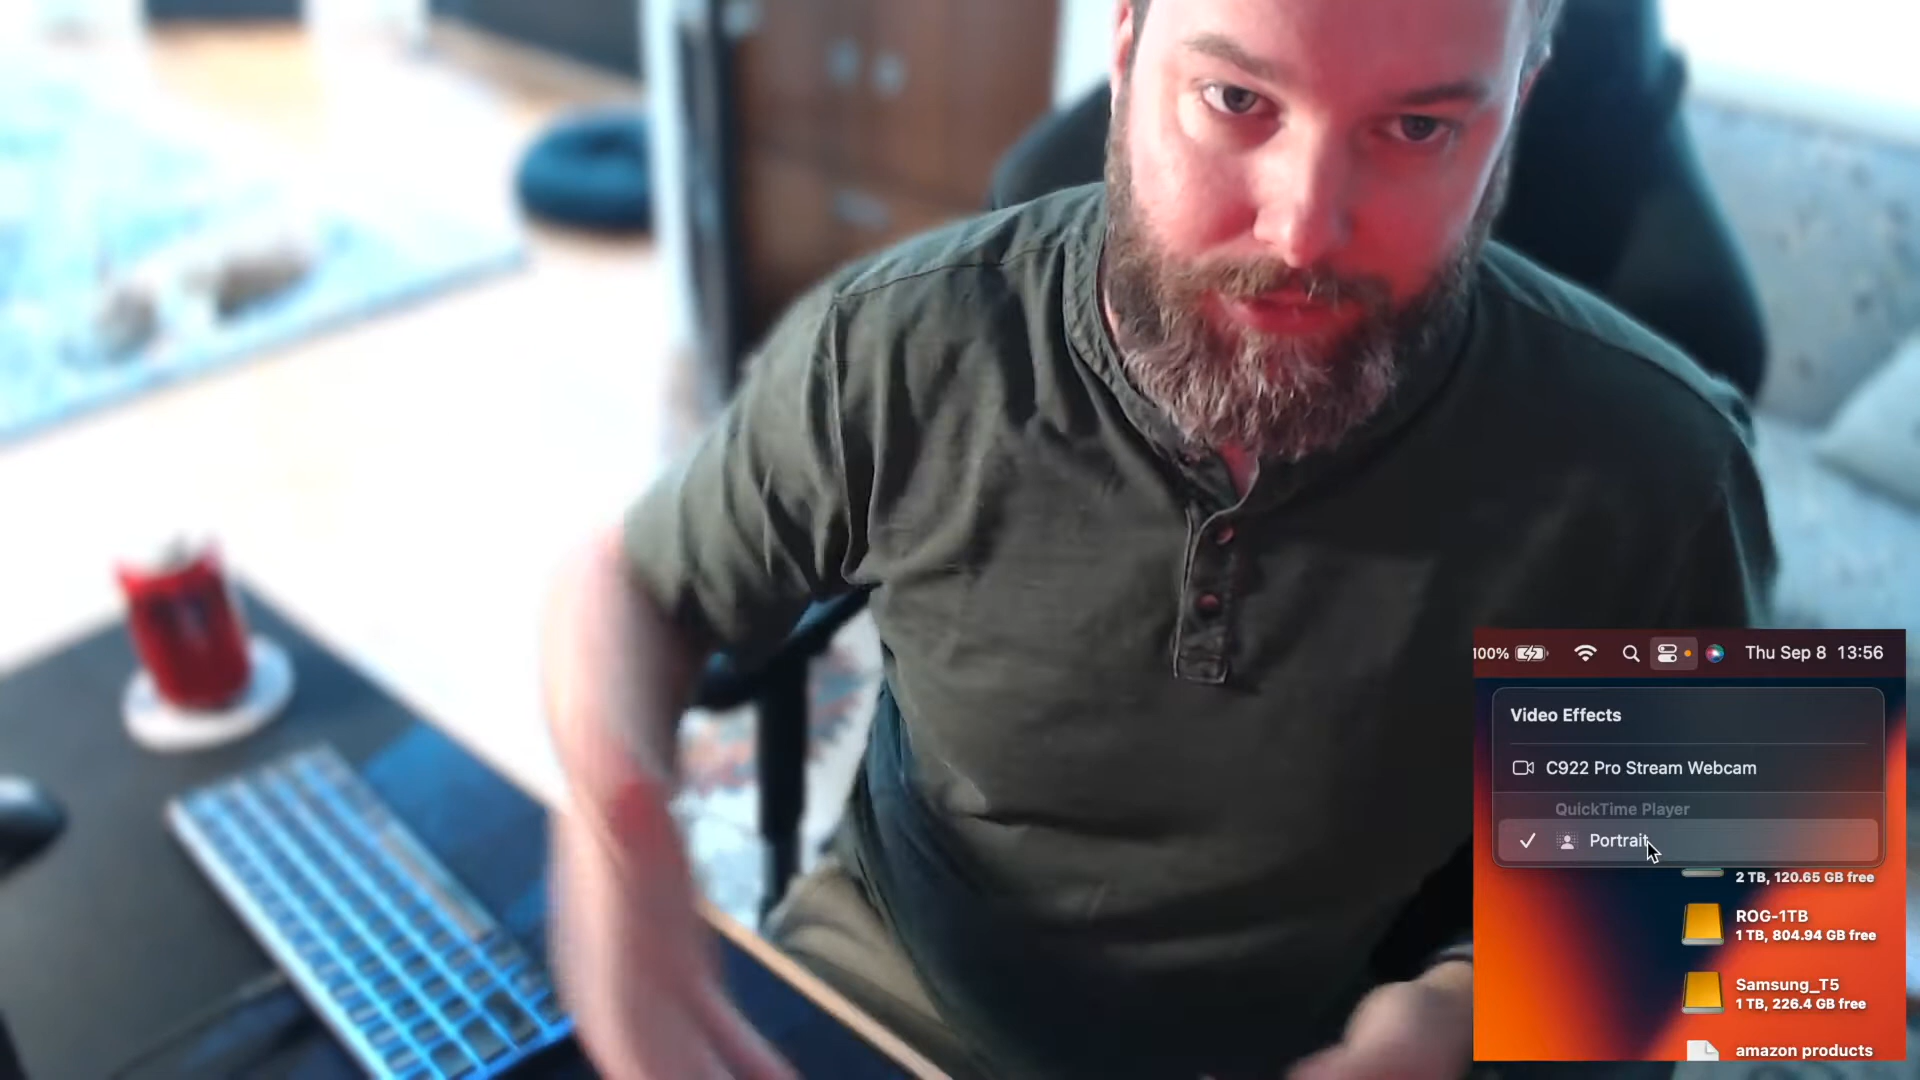 100% Thu Sep 8 13:56
Video Effects
C922 Pro Stream Webcam
QuickTime Player
Portrait
2 TB, 120.65 GB free
ROG-1TB
1 TB, 804.94 GB free
Samsung_T5
1 TB, 226.4 GB free
amazon products